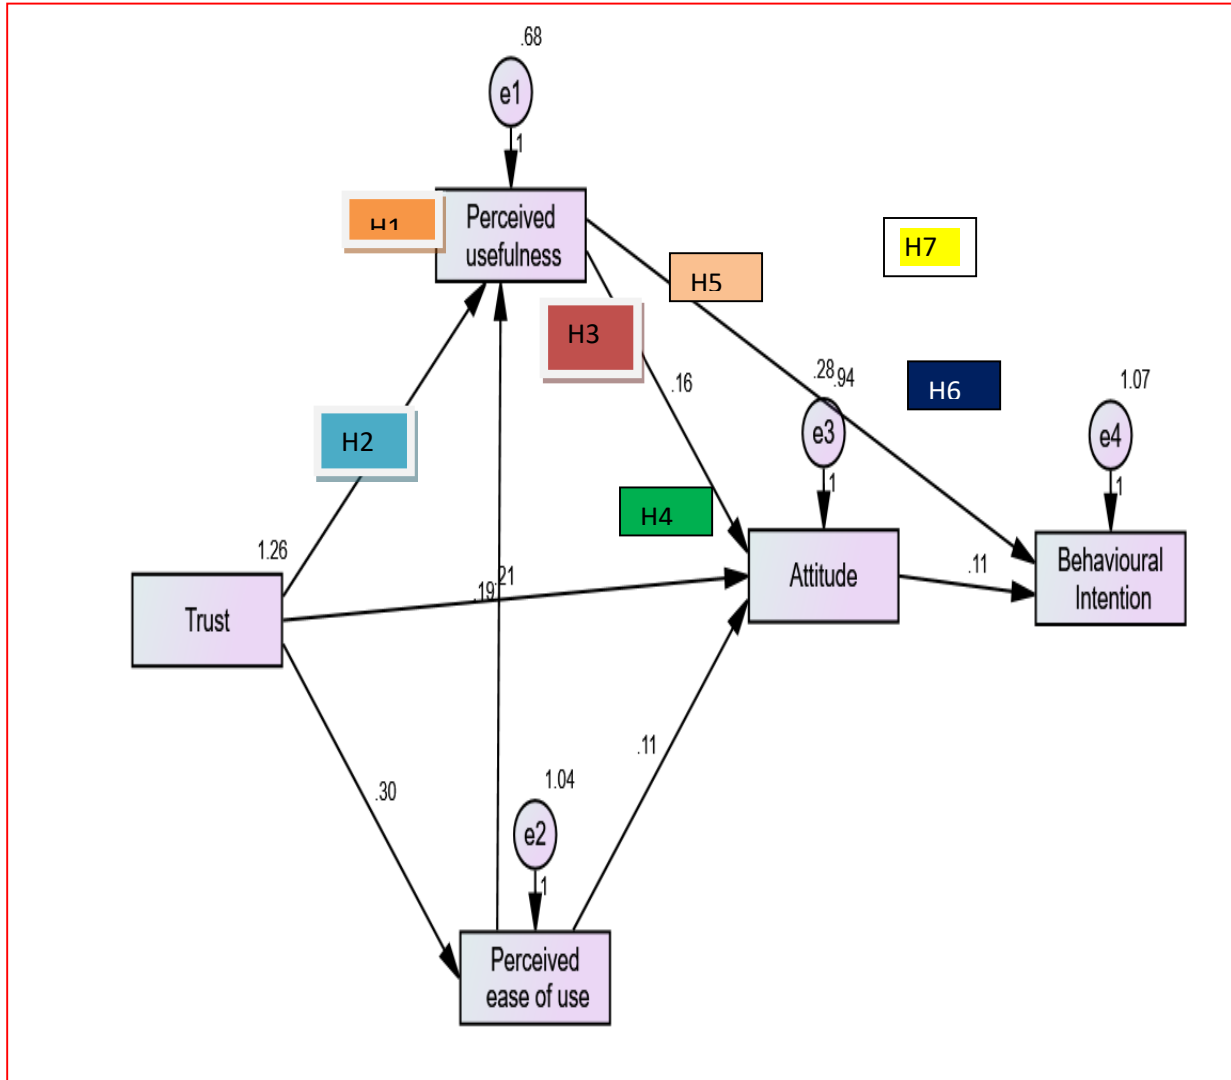 .68
e1
1
H1
Perceived
usefulness
H7
H5
H3
.28
.94
.16
H6
1.07
H2
e3
e4
1
1
H4
1.26
Behavioural
Intention
Attitude
.11
.21
.19
Trust
.11
.30
1.04
e2
1
Perceived
ease of use